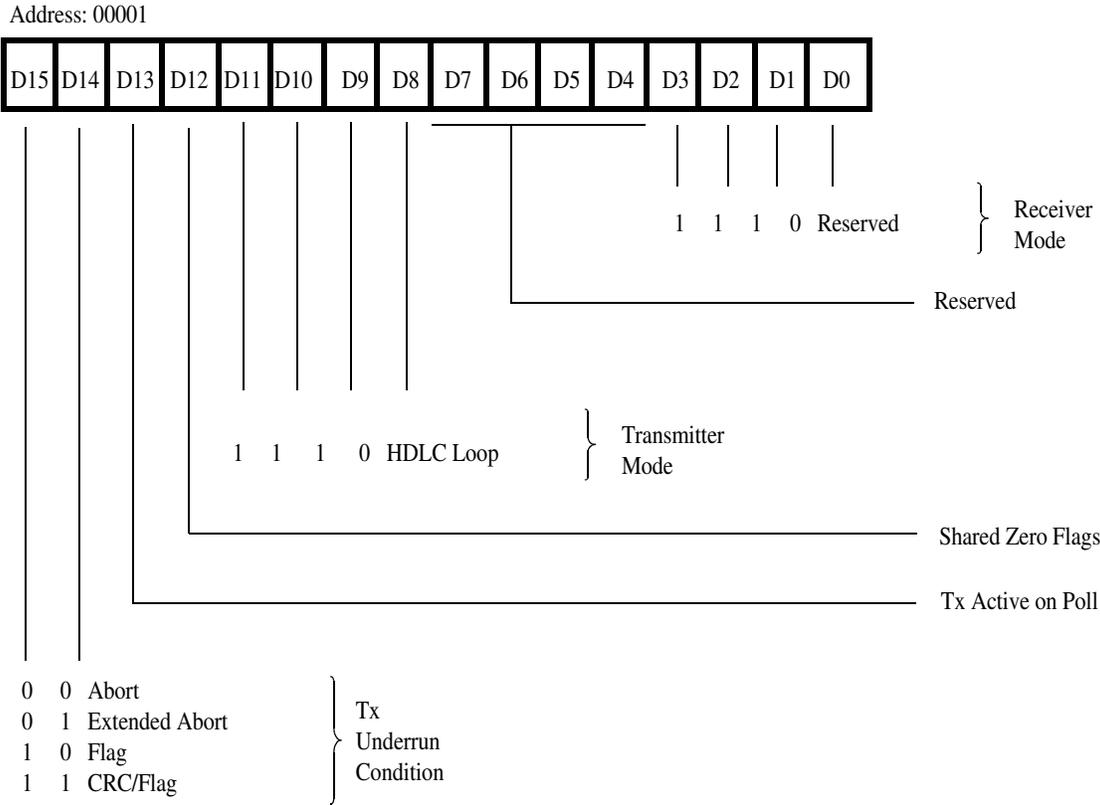 Address: 00001
D15 D14 D13 D12 D11 D10 D9 D8 D7 D6 D5 D4 D3 D2 D1 D0
1 1 1 0 Reserved
Receiver
Mode
Reserved
1 1 1 0 HDLC Loop
Transmitter
Mode
Shared Zero Flags
Tx Active on Poll
0 0 Abort
0 1 Extended Abort
1 0 Flag
1 1 CRC/Flag
Tx
Underrun
Condition